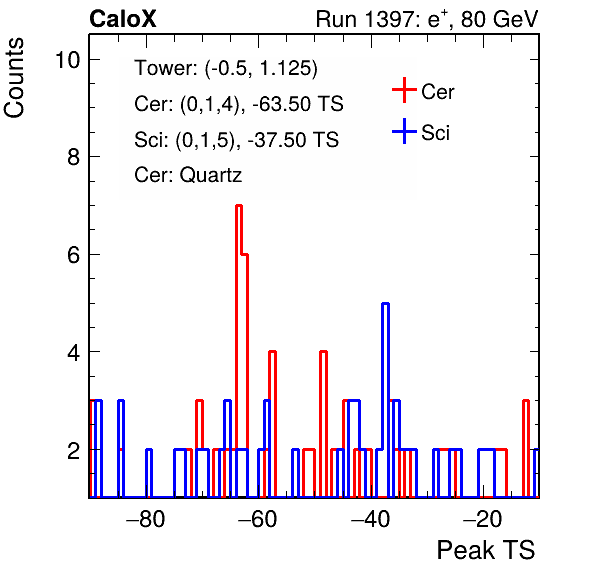 CaloX Run 1397: e⁺, 80 GeV
Counts
Tower: (-0.5, 1.125)
Cer: (0,1,4), -63.50 TS
Sci: (0,1,5), -37.50 TS
Cer: Quartz
Cer
Sci
10
8
6
4
2
−80 −60 −40 −20
Peak TS